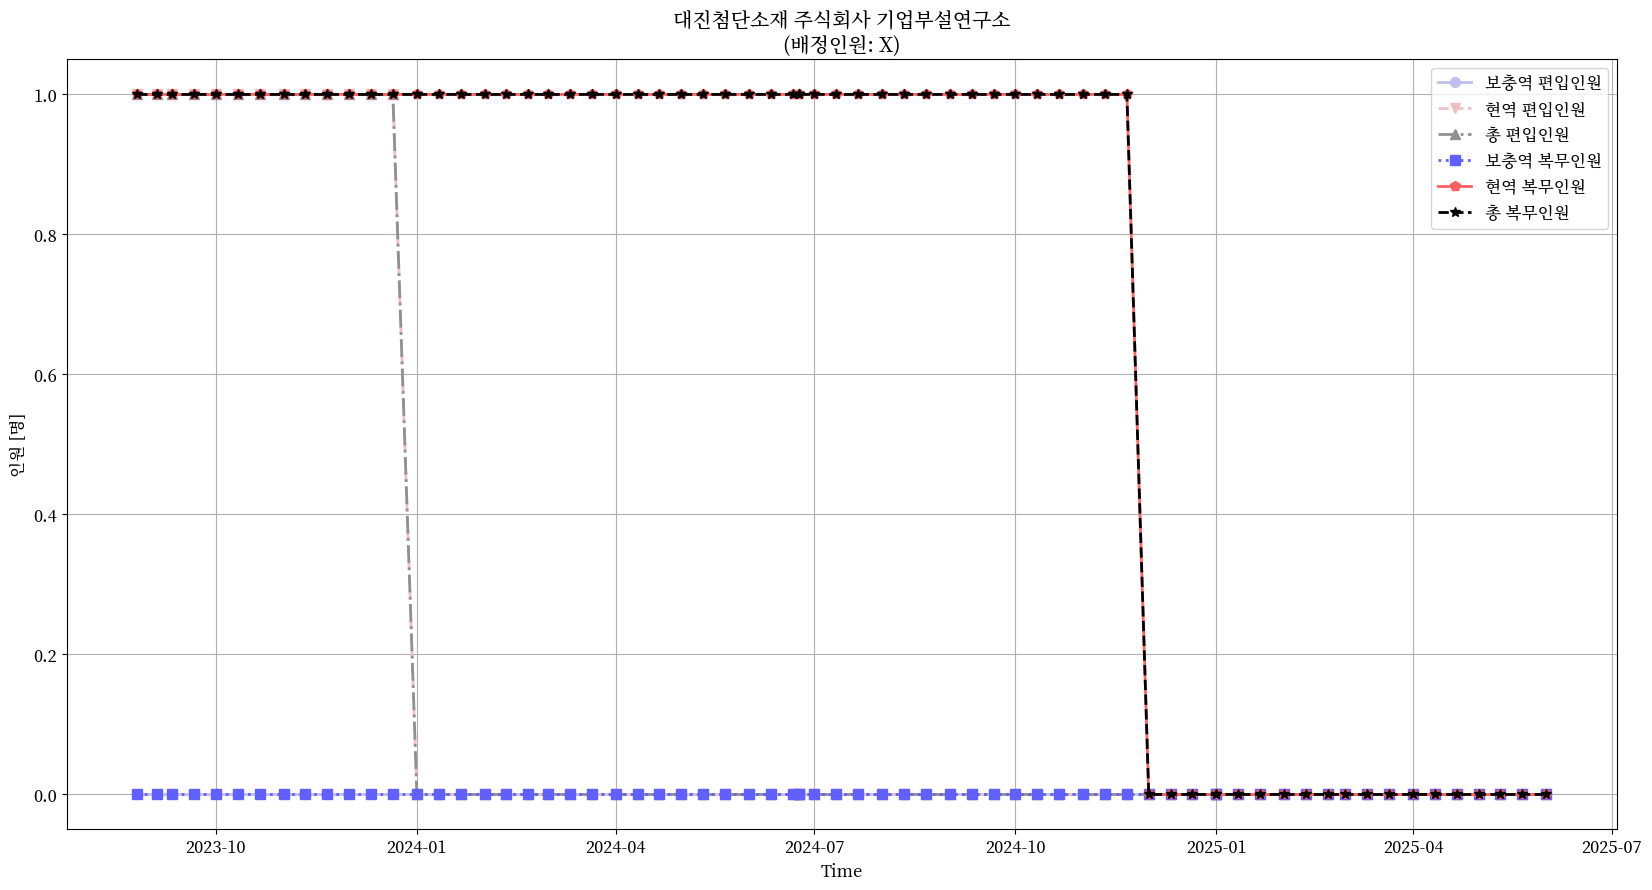 대진첨단소재 주식회사 기업부설연구소
(배정인원: X)
보충역 편입인원
현역 편입인원
총 편입인원
보충역 복무인원
현역 복무인원
총 복무인원
인원 [명]
1.0
0.8
0.6
0.4
0.2
0.0
2023-10 2024-01 2024-04 2024-07 2024-10 2025-01 2025-04 2025-07
Time